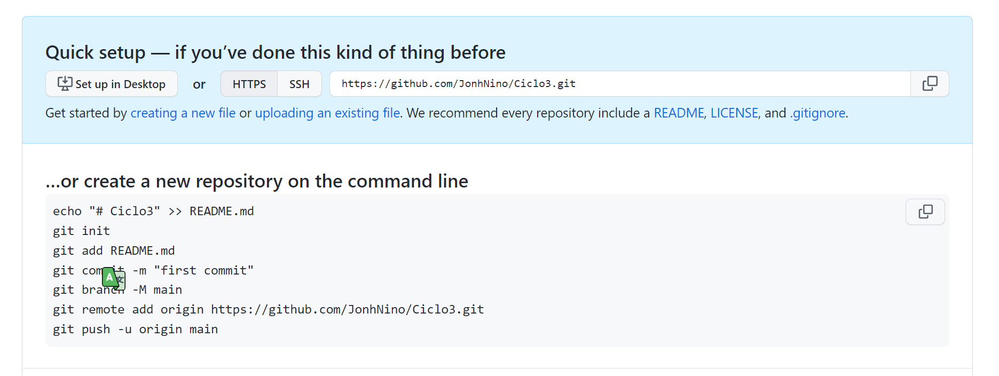 Quick setup — if you’ve done this kind of thing before
Set up in Desktop or HTTPS SSH https://github.com/JonhNino/Ciclo3.git
Get started by creating a new file or uploading an existing file. We recommend every repository include a README, LICENSE, and .gitignore.
…or create a new repository on the command line
echo "# Ciclo3" >> README.md
git init
git add README.md
git commit -m "first commit"
git branch -M main
git remote add origin https://github.com/JonhNino/Ciclo3.git
git push -u origin main
A 文